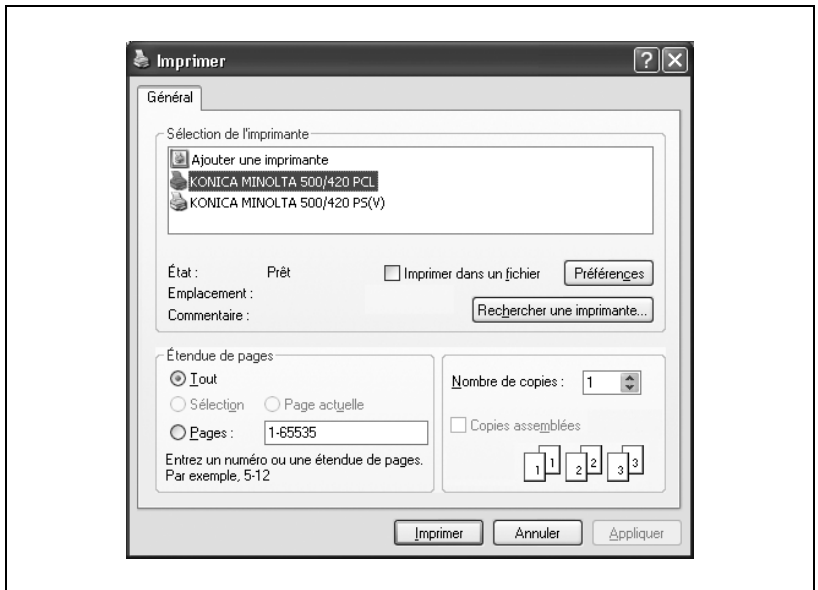 Imprimer
Général
Sélection de l'imprimante
Ajouter une imprimante
KONICA MINOLTA 500/420 PCL
KONICA MINOLTA 500/420 PS(V)
État : Prêt
Imprimer dans un fichier
Préférences
Emplacement :
Commentaire :
Rechercher une imprimante...
Étendue de pages
Tout
Sélection Page actuelle
Pages : 1-65535
Entrez un numéro ou une étendue de pages.
Par exemple, 5-12
Nombre de copies : 1
Copies assemblées
1 1 2 2 3 3
Imprimer Annuler Appliquer